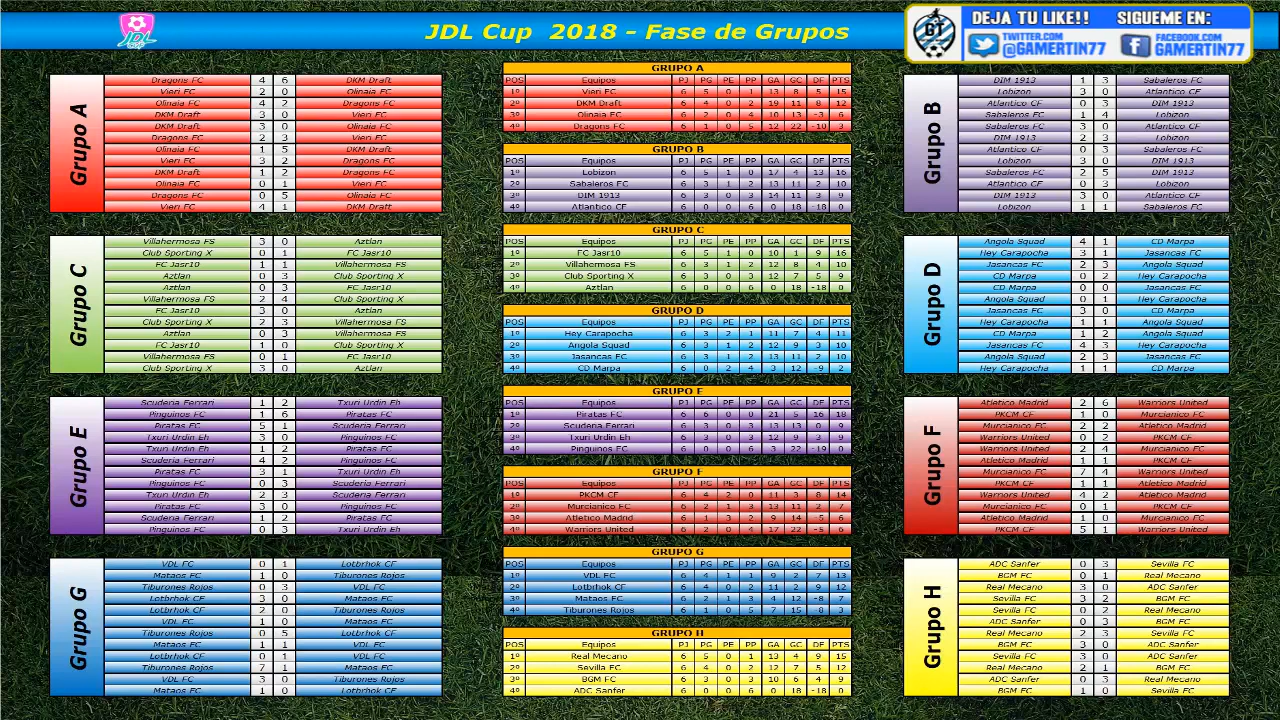 JDL Cup 2018 - Fase de Grupos
JDL
GT
DEJA TU LIKE!! SIGUEME EN:
TWITTER.COM @GAMERTIN77
FACEBOOK.COM GAMERTIN77
Grupo A
Dragons FC 4 6 DKM Draft
Vieri FC 2 0 Olinaia FC
Olinaia FC 4 2 Dragons FC
DKM Draft 3 0 Vieri FC
DKM Draft 3 0 Olinaia FC
Dragons FC 2 3 Vieri FC
Olinaia FC 1 5 DKM Draft
Vieri FC 3 2 Dragons FC
DKM Draft 1 2 Dragons FC
Olinaia FC 0 1 Vieri FC
Dragons FC 0 5 Olinaia FC
Vieri FC 4 1 DKM Draft
GRUPO A
POS Equipos PJ PG PE PP GA GC DF PTS
1º Vieri FC 6 5 0 1 13 8 5 15
2º DKM Draft 6 4 0 2 19 11 8 12
3º Olinaia FC 6 2 0 4 10 13 -3 6
4º Dragons FC 6 1 0 5 12 22 -10 3
GRUPO B
POS Equipos PJ PG PE PP GA GC DF PTS
1º Lobizon 6 5 1 0 17 4 13 16
2º Sabaleros FC 6 3 1 2 13 11 2 10
3º DIM 1913 6 3 0 3 14 11 3 9
4º Atlantico CF 6 0 0 6 0 18 -18 0
Grupo B
DIM 1913 1 3 Sabaleros FC
Lobizon 3 0 Atlantico CF
Atlantico CF 0 3 DIM 1913
Sabaleros FC 1 4 Lobizon
Sabaleros FC 3 0 Atlantico CF
DIM 1913 2 3 Lobizon
Atlantico CF 0 3 Sabaleros FC
Lobizon 3 0 DIM 1913
Sabaleros FC 2 5 DIM 1913
Atlantico CF 0 3 Lobizon
DIM 1913 3 0 Atlantico CF
Lobizon 1 1 Sabaleros FC
Grupo C
Villahermosa FS 3 0 Aztlan
Club Sporting X 0 1 FC Jasr10
FC Jasr10 1 1 Villahermosa FS
Aztlan 0 3 Club Sporting X
Aztlan 0 3 FC Jasr10
Villahermosa FS 2 4 Club Sporting X
FC Jasr10 3 0 Aztlan
Club Sporting X 2 3 Villahermosa FS
Aztlan 0 3 Villahermosa FS
FC Jasr10 1 0 Club Sporting X
Villahermosa FS 0 1 FC Jasr10
Club Sporting X 3 0 Aztlan
GRUPO C
POS Equipos PJ PG PE PP GA GC DF PTS
1º FC Jasr10 6 5 1 0 10 1 9 16
2º Villahermosa FS 6 3 1 2 12 8 4 10
3º Club Sporting X 6 3 0 3 12 7 5 9
4º Aztlan 6 0 0 6 0 18 -18 0
GRUPO D
POS Equipos PJ PG PE PP GA GC DF PTS
1º Hey Carapocha 6 3 2 1 11 7 4 11
2º Angola Squad 6 3 1 2 12 9 3 10
3º Jasancas FC 6 3 1 2 13 11 2 10
4º CD Marpa 6 0 2 4 3 12 -9 2
Grupo D
Angola Squad 4 1 CD Marpa
Hey Carapocha 3 1 Jasancas FC
Jasancas FC 2 3 Angola Squad
CD Marpa 0 2 Hey Carapocha
CD Marpa 0 0 Jasancas FC
Angola Squad 0 1 Hey Carapocha
Jasancas FC 3 0 CD Marpa
Hey Carapocha 1 1 Angola Squad
CD Marpa 1 2 Angola Squad
Jasancas FC 4 3 Hey Carapocha
Angola Squad 2 3 Jasancas FC
Hey Carapocha 1 1 CD Marpa
Grupo E
Scuderia Ferrari 1 2 Txuri Urdin Eh
Pinguinos FC 1 6 Piratas FC
Piratas FC 5 1 Scuderia Ferrari
Txuri Urdin Eh 3 0 Pinguinos FC
Txuri Urdin Eh 1 2 Piratas FC
Scuderia Ferrari 4 2 Pinguinos FC
Piratas FC 3 1 Txuri Urdin Eh
Pinguinos FC 0 3 Scuderia Ferrari
Txuri Urdin Eh 2 3 Scuderia Ferrari
Piratas FC 3 0 Pinguinos FC
Scuderia Ferrari 1 2 Piratas FC
Pinguinos FC 0 3 Txuri Urdin Eh
GRUPO E
POS Equipos PJ PG PE PP GA GC DF PTS
1º Piratas FC 6 6 0 0 21 5 16 18
2º Scuderia Ferrari 6 3 0 3 13 13 0 9
3º Txuri Urdin Eh 6 3 0 3 12 9 3 9
4º Pinguinos FC 6 0 0 6 3 22 -19 0
GRUPO F
POS Equipos PJ PG PE PP GA GC DF PTS
1º PKCM CF 6 4 2 0 11 3 8 14
2º Murcianico FC 6 2 1 3 13 11 2 7
3º Atletico Madrid 6 1 3 2 9 14 -5 6
4º Warriors United 6 2 0 4 17 22 -5 6
Grupo F
Atletico Madrid 2 6 Warriors United
PKCM CF 1 0 Murcianico FC
Murcianico FC 2 2 Atletico Madrid
Warriors United 0 2 PKCM CF
Warriors United 2 4 Murcianico FC
Atletico Madrid 1 1 PKCM CF
Murcianico FC 7 4 Warriors United
PKCM CF 1 1 Atletico Madrid
Warriors United 4 2 Atletico Madrid
Murcianico FC 0 1 PKCM CF
Atletico Madrid 1 0 Murcianico FC
PKCM CF 5 1 Warriors United
Grupo G
VDL FC 0 1 Lotbrhok CF
Mataos FC 1 0 Tiburones Rojos
Tiburones Rojos 0 3 VDL FC
Lotbrhok CF 3 0 Mataos FC
Lotbrhok CF 2 0 Tiburones Rojos
VDL FC 1 0 Mataos FC
Tiburones Rojos 0 5 Lotbrhok CF
Mataos FC 1 1 VDL FC
Lotbrhok CF 0 1 VDL FC
Tiburones Rojos 7 1 Mataos FC
VDL FC 3 0 Tiburones Rojos
Mataos FC 1 0 Lotbrhok CF
GRUPO G
POS Equipos PJ PG PE PP GA GC DF PTS
1º VDL FC 6 4 1 1 9 2 7 13
2º Lotbrhok CF 6 4 0 2 11 2 9 12
3º Mataos FC 6 2 1 3 4 12 -8 7
4º Tiburones Rojos 6 1 0 5 7 15 -8 3
GRUPO H
POS Equipos PJ PG PE PP GA GC DF PTS
1º Real Mecano 6 5 0 1 13 4 9 15
2º Sevilla FC 6 4 0 2 12 7 5 12
3º BGM FC 6 3 0 3 10 6 4 9
4º ADC Sanfer 6 0 0 6 0 18 -18 0
Grupo H
ADC Sanfer 0 3 Sevilla FC
BGM FC 0 1 Real Mecano
Real Mecano 3 0 ADC Sanfer
Sevilla FC 3 2 BGM FC
Sevilla FC 0 2 Real Mecano
ADC Sanfer 0 3 BGM FC
Real Mecano 2 3 Sevilla FC
BGM FC 3 0 ADC Sanfer
Sevilla FC 3 0 ADC Sanfer
Real Mecano 2 1 BGM FC
ADC Sanfer 0 3 Real Mecano
BGM FC 1 0 Sevilla FC